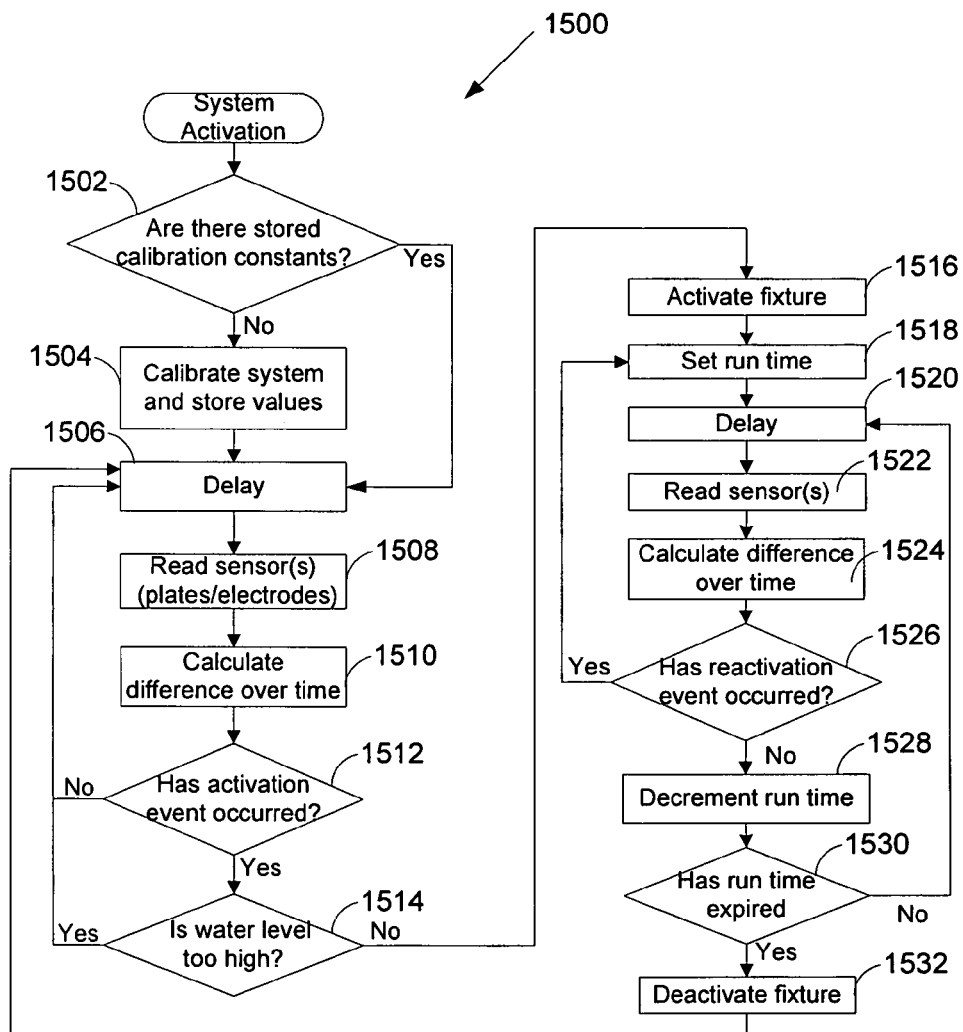 1500
System
Activation
1502
Are there stored
calibration constants?
Yes
No
1504
Calibrate system
and store values
1506
Delay
1508
Read sensor(s)
(plates/electrodes)
1510
Calculate
difference over time
1512
Has activation
event occurred?
No
Yes
1514
Is water level
too high?
Yes
No
1516
Activate fixture
1518
Set run time
1520
Delay
1522
Read sensor(s)
1524
Calculate difference
over time
1526
Has reactivation
event occurred?
Yes
No
1528
Decrement run time
1530
Has run time
expired
No
Yes
1532
Deactivate fixture